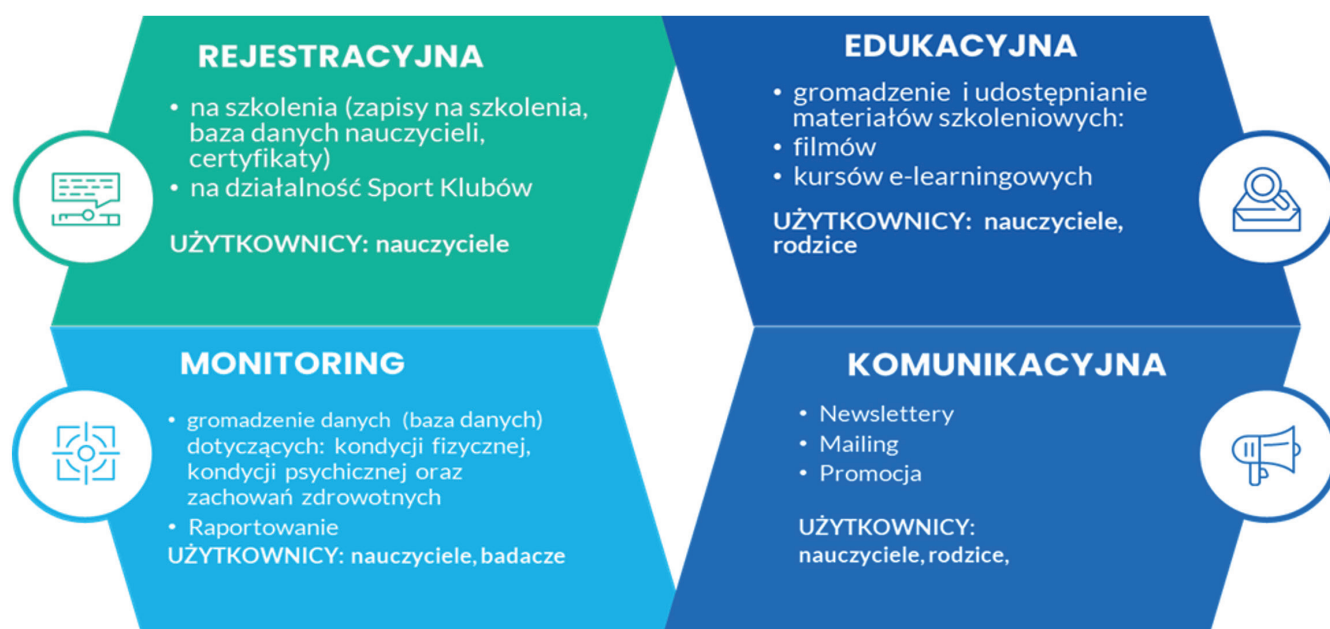 REJESTRACYJNA
• na szkolenia (zapisy na szkolenia,
baza danych nauczycieli,
certyfikaty)
• na działalność Sport Klubów
UŻYTKOWNICY: nauczyciele
EDUKACYJNA
• gromadzenie i udostępnianie
materiałów szkoleniowych:
• filmów
• kursów e-learningowych
UŻYTKOWNICY: nauczyciele,
rodzice
MONITORING
• gromadzenie danych (baza danych)
dotyczących: kondycji fizycznej,
kondycji psychicznej oraz
zachowań zdrowotnych
• Raportowanie
UŻYTKOWNICY: nauczyciele, badacze
KOMUNIKACYJNA
• Newslettery
• Mailing
• Promocja
UŻYTKOWNICY:
nauczyciele, rodzice,